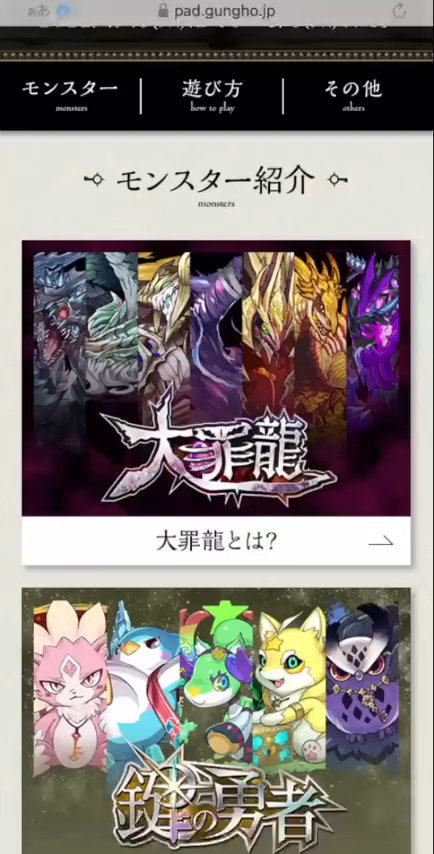 ぁあ
pad.gungho.jp
モンスター
monsters
遊び方
how to play
その他
others
モンスター紹介
monsters
大罪龍
大罪龍とは?
鍵の勇者